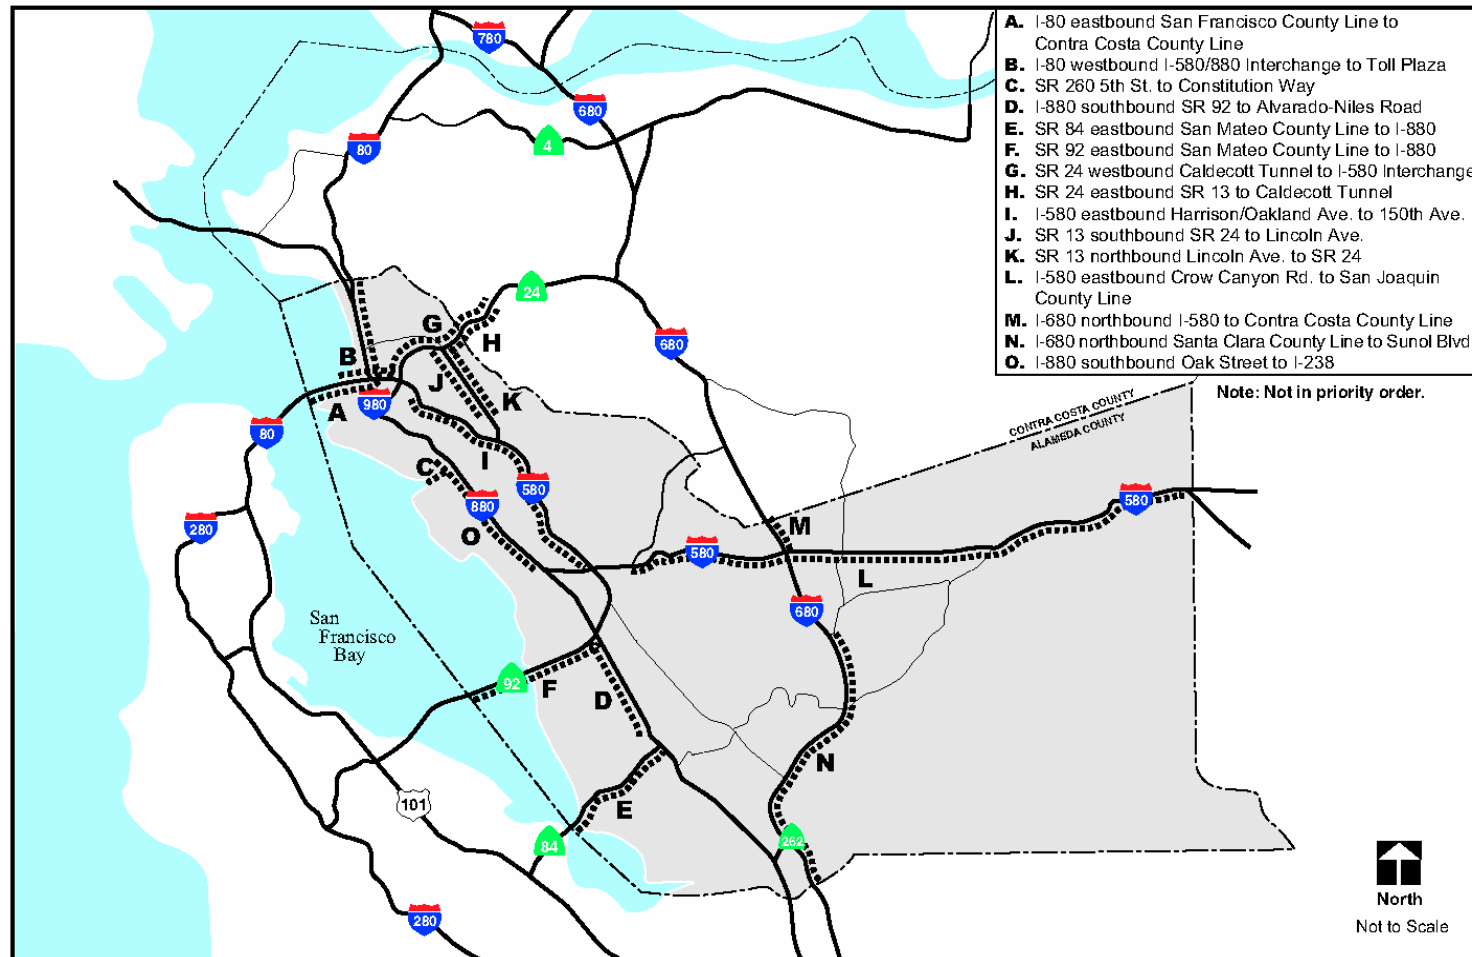 A. I-80 eastbound San Francisco County Line to
Contra Costa County Line
B. I-80 westbound I-580/880 Interchange to Toll Plaza
C. SR 260 5th St. to Constitution Way
D. I-880 southbound SR 92 to Alvarado-Niles Road
E. SR 84 eastbound San Mateo County Line to I-880
F. SR 92 eastbound San Mateo County Line to I-880
G. SR 24 westbound Caldecott Tunnel to I-580 Interchange
H. SR 24 eastbound SR 13 to Caldecott Tunnel
I. I-580 eastbound Harrison/Oakland Ave. to 150th Ave.
J. SR 13 southbound SR 24 to Lincoln Ave.
K. SR 13 northbound Lincoln Ave. to SR 24
L. I-580 eastbound Crow Canyon Rd. to San Joaquin
County Line
M. I-680 northbound I-580 to Contra Costa County Line
N. I-680 northbound Santa Clara County Line to Sunol Blvd
O. I-880 southbound Oak Street to I-238
Note: Not in priority order.
780
680
4
80
24
G
H
680
B
J
980
K
A
80
CONTRA COSTA COUNTY
ALAMEDA COUNTY
I
C
580
880
580
280
O
M
580
L
680
San
Francisco
Bay
92
F
D
N
101
E
84
262
280
North
Not to Scale